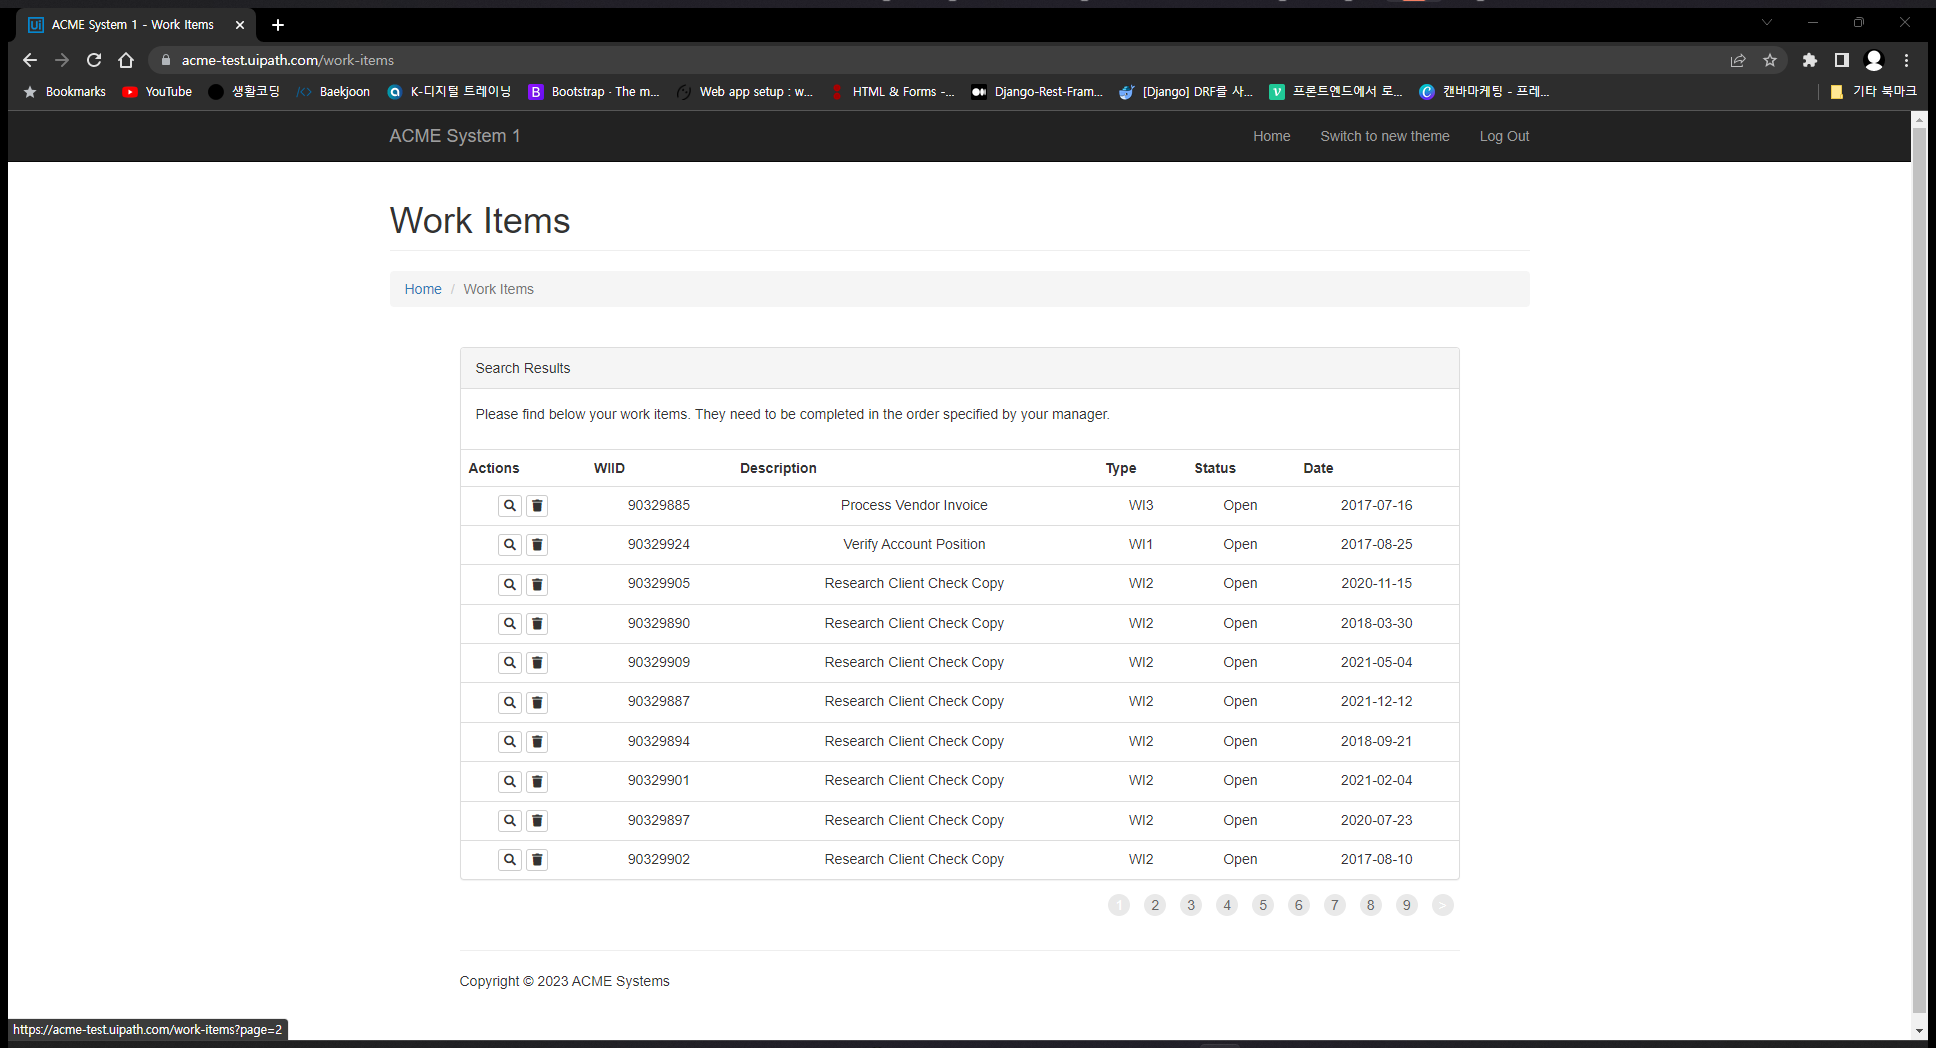 ACME System 1 - Work Items
acme-test.uipath.com/work-items
Bookmarks YouTube 생활코딩 Baekjoon K-디지털 트레이닝 Bootstrap · The m... Web app setup : w... HTML & Forms -... Django-Rest-Fram... [Django] DRF를 사... 프론트엔드에서 로... 캔바마케팅 - 프레... 기타 북마크
ACME System 1 Home Switch to new theme Log Out
Work Items
Home / Work Items
Search Results
Please find below your work items. They need to be completed in the order specified by your manager.
Actions WIID Description Type Status Date
90329885 Process Vendor Invoice WI3 Open 2017-07-16
90329924 Verify Account Position WI1 Open 2017-08-25
90329905 Research Client Check Copy WI2 Open 2020-11-15
90329890 Research Client Check Copy WI2 Open 2018-03-30
90329909 Research Client Check Copy WI2 Open 2021-05-04
90329887 Research Client Check Copy WI2 Open 2021-12-12
90329894 Research Client Check Copy WI2 Open 2018-09-21
90329901 Research Client Check Copy WI2 Open 2021-02-04
90329897 Research Client Check Copy WI2 Open 2020-07-23
90329902 Research Client Check Copy WI2 Open 2017-08-10
1 2 3 4 5 6 7 8 9 >
Copyright © 2023 ACME Systems
https://acme-test.uipath.com/work-items?page=2